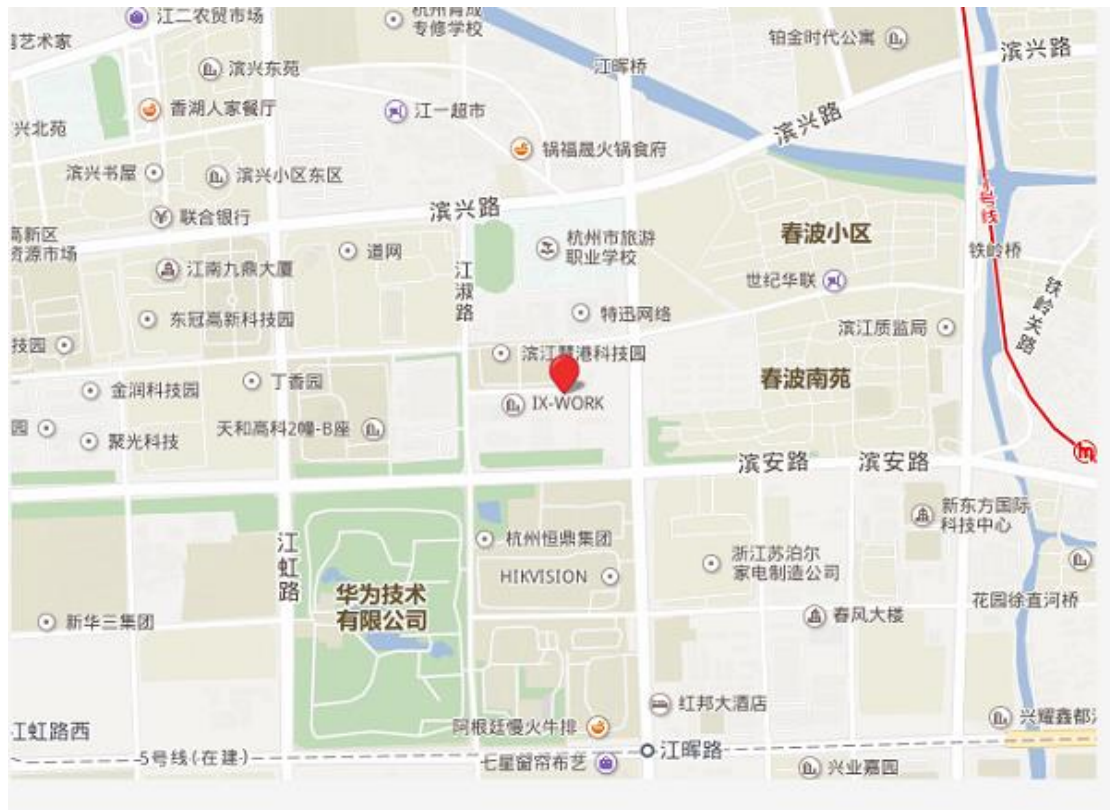 江二农贸市场
杭州育成
专修学校
艺术家
铂金时代公寓
滨兴路
滨兴东苑
江晖桥
香湖人家餐厅
江一超市
滨兴路
兴北苑
锅福晟火锅食府
滨兴书屋
滨兴小区东区
联合银行
滨兴路
1号线
高新区
资源市场
道网
杭州市旅游
职业学校
春波小区
铁岭桥
江南九鼎大厦
江淑路
世纪华联
铁岭关路
东冠高新科技园
特迅网络
滨江质监局
技园
滨江慧港科技园
金润科技园
丁香园
春波南苑
IX-WORK
园
聚光科技
天和高科2幢-B座
滨安路
滨安路
新东方国际
科技中心
江虹路
杭州恒鼎集团
浙江苏泊尔
家电制造公司
HIKVISION
华为技术
有限公司
花园徐直河桥
新华三集团
春风大楼
红邦大酒店
江虹路西
阿根廷慢火牛排
兴耀鑫都
5号线(在建)
江晖路
七星窗帘布艺
兴业嘉园